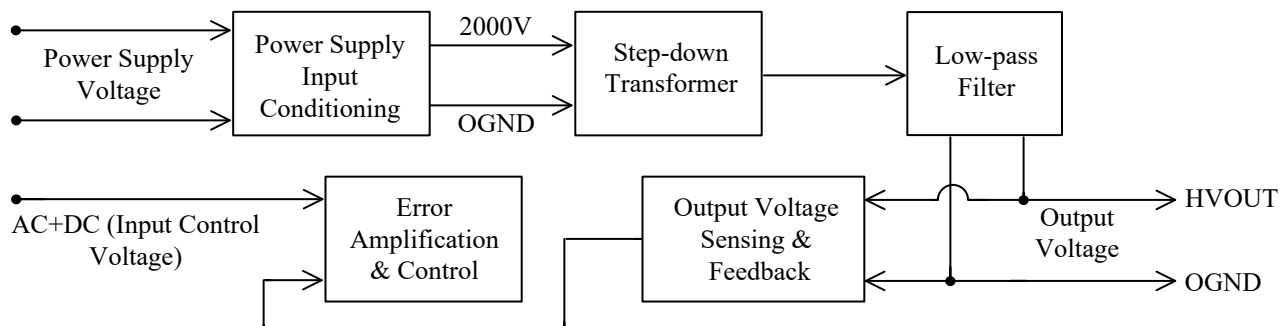 Power Supply
Voltage
Power Supply
Input
Conditioning
2000V
OGND
Step-down
Transformer
Low-pass
Filter
AC+DC (Input Control
Voltage)
Error
Amplification
& Control
Output Voltage
Sensing &
Feedback
Output
Voltage
HVOUT
OGND